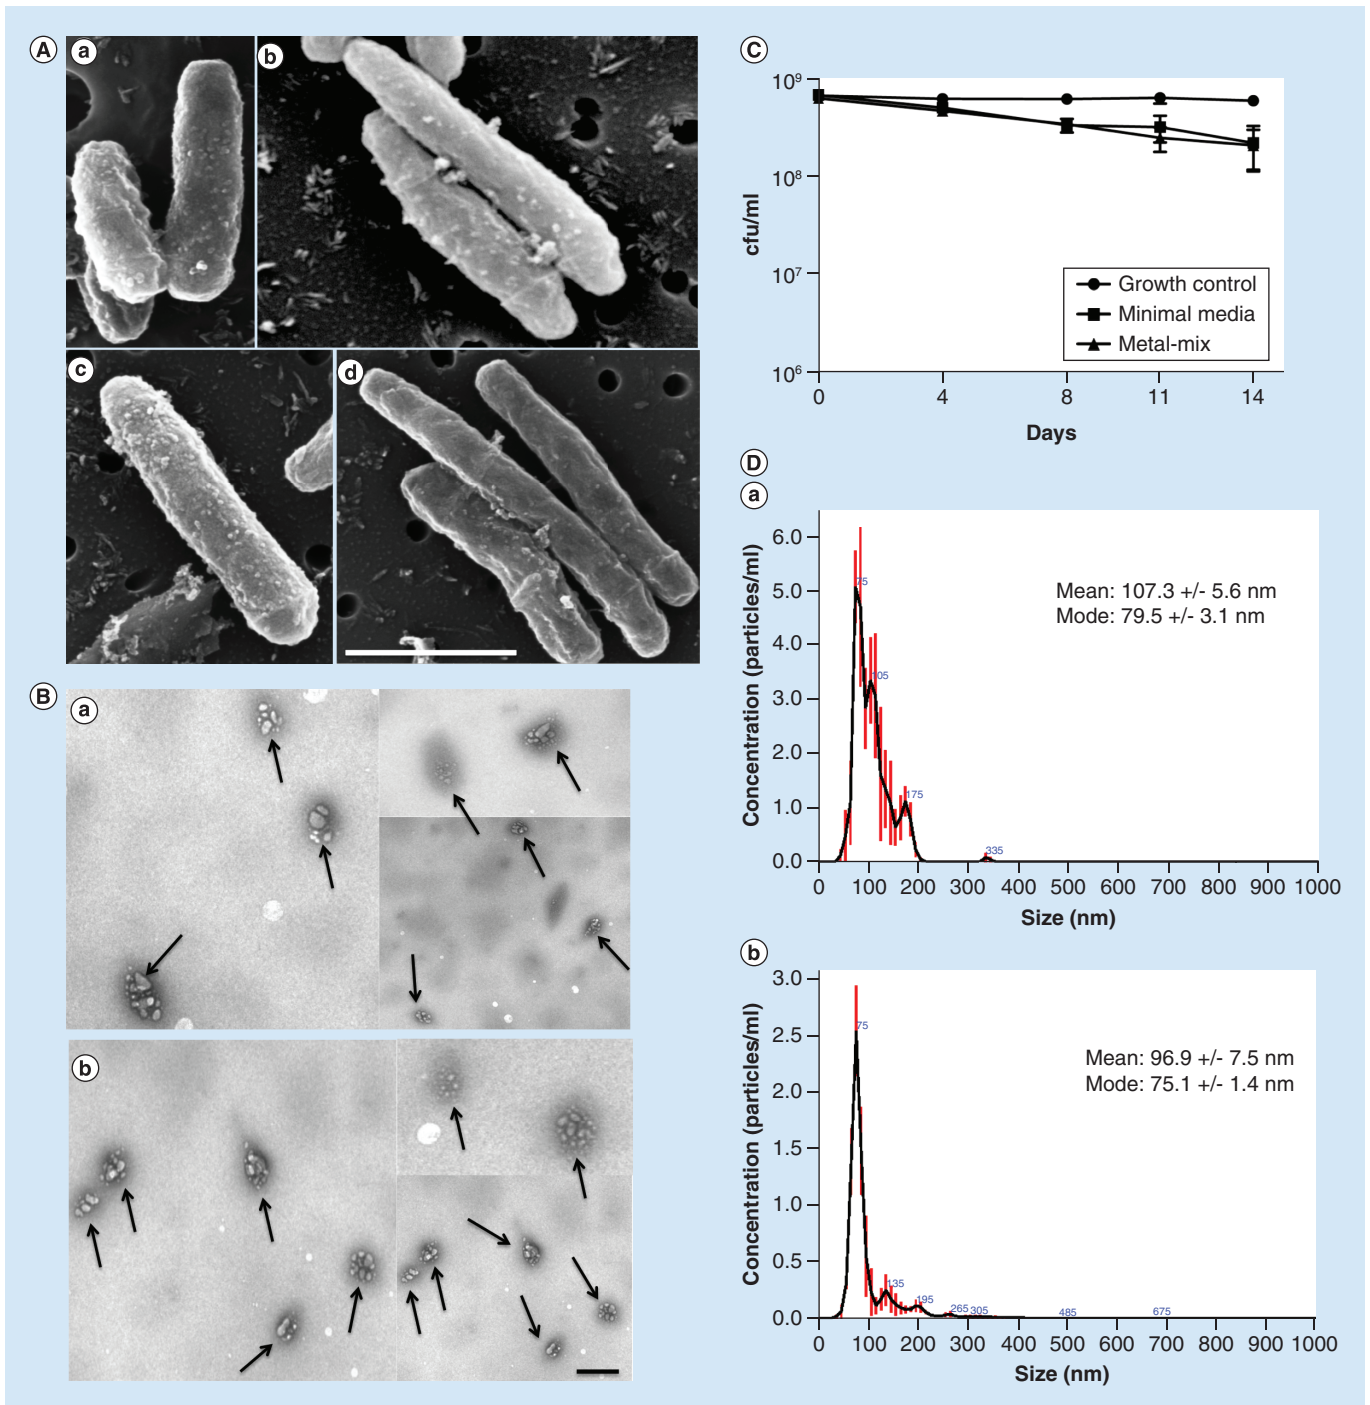 A
a
b
c
d
B
a
b
C
10⁹
10⁸
10⁷
10⁶
cfu/ml
Growth control
Minimal media
Metal-mix
0 4 8 11 14
Days
D
a
6.0
5.0
4.0
3.0
2.0
1.0
0.0
Concentration (particles/ml)
75
105
175
335
Mean: 107.3 +/- 5.6 nm
Mode: 79.5 +/- 3.1 nm
0 100 200 300 400 500 600 700 800 900 1000
Size (nm)
b
3.0
2.5
2.0
1.5
1.0
0.5
0.0
Concentration (particles/ml)
75
135
195
265
305
485
675
Mean: 96.9 +/- 7.5 nm
Mode: 75.1 +/- 1.4 nm
0 100 200 300 400 500 600 700 800 900 1000
Size (nm)